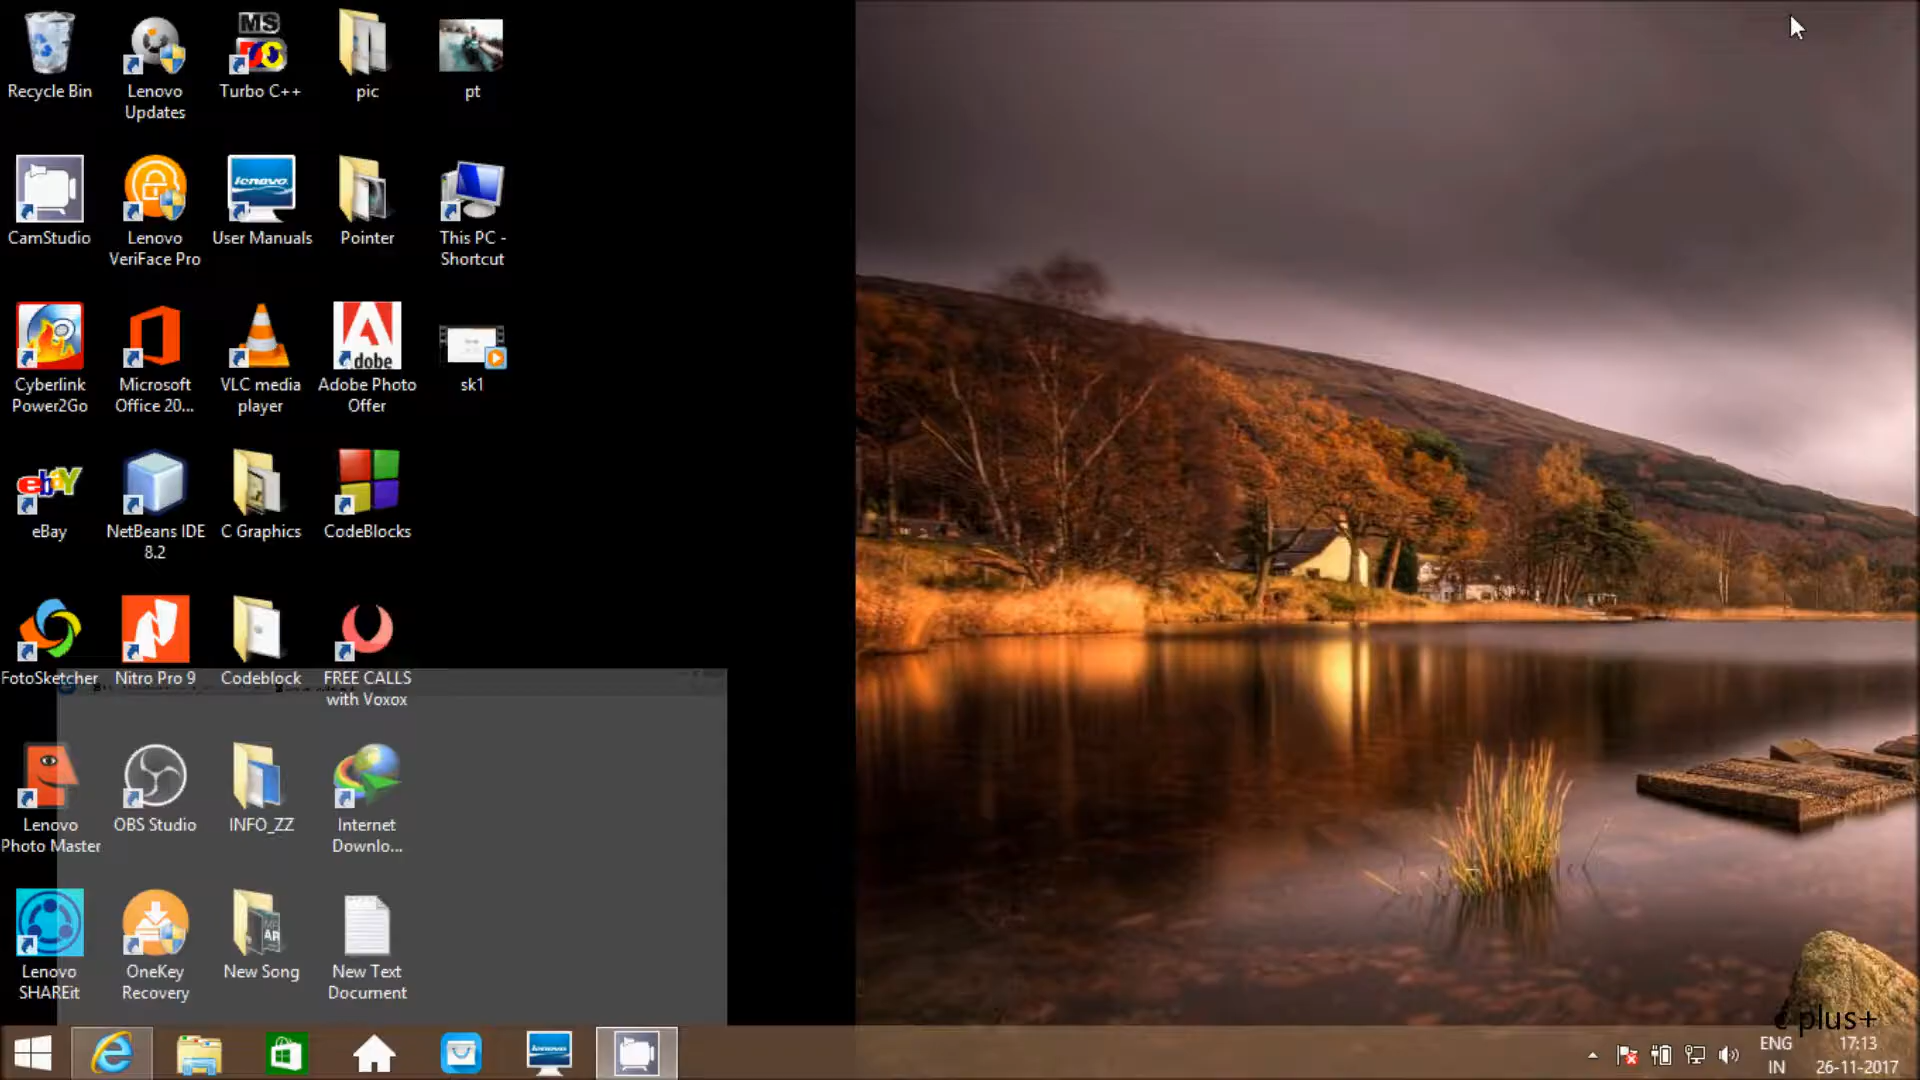 Recycle Bin
Lenovo
Updates
MS
Turbo C++
pic
pt
CamStudio
Lenovo
VeriFace Pro
lenovo
User Manuals
Pointer
This PC -
Shortcut
Cyberlink
Power2Go
Microsoft
Office 20...
VLC media
player
Adobe
Adobe Photo
Offer
sk1
ebY
eBay
NetBeans IDE
8.2
C Graphics
CodeBlocks
FotoSketcher
Nitro Pro 9
Codeblock
FREE CALLS
with Voxox
Lenovo
Photo Master
OBS Studio
INFO_ZZ
Internet
Downlo...
Lenovo
SHAREit
OneKey
Recovery
New Song
New Text
Document
plus+
ENG
IN
17:13
26-11-2017